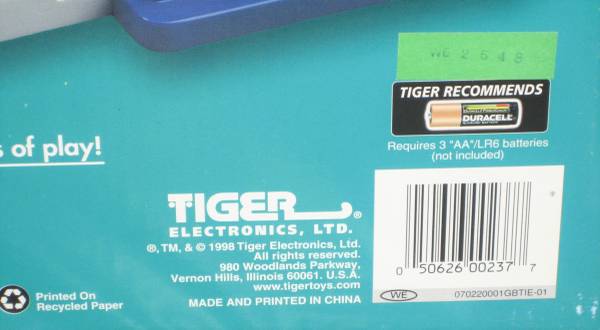 WE 2648
TIGER RECOMMENDS
DURACELL
Requires 3 "AA"/LR6 batteries
(not included)
s of play!
TIGER®
ELECTRONICS, LTD.
®, TM, & © 1998 Tiger Electronics, Ltd.
All rights reserved.
980 Woodlands Parkway,
Vernon Hills, Illinois 60061. U.S.A.
www.tigertoys.com
MADE AND PRINTED IN CHINA
Printed On
Recycled Paper
0 50626 00237 7
WE 070220001GBTIE-01